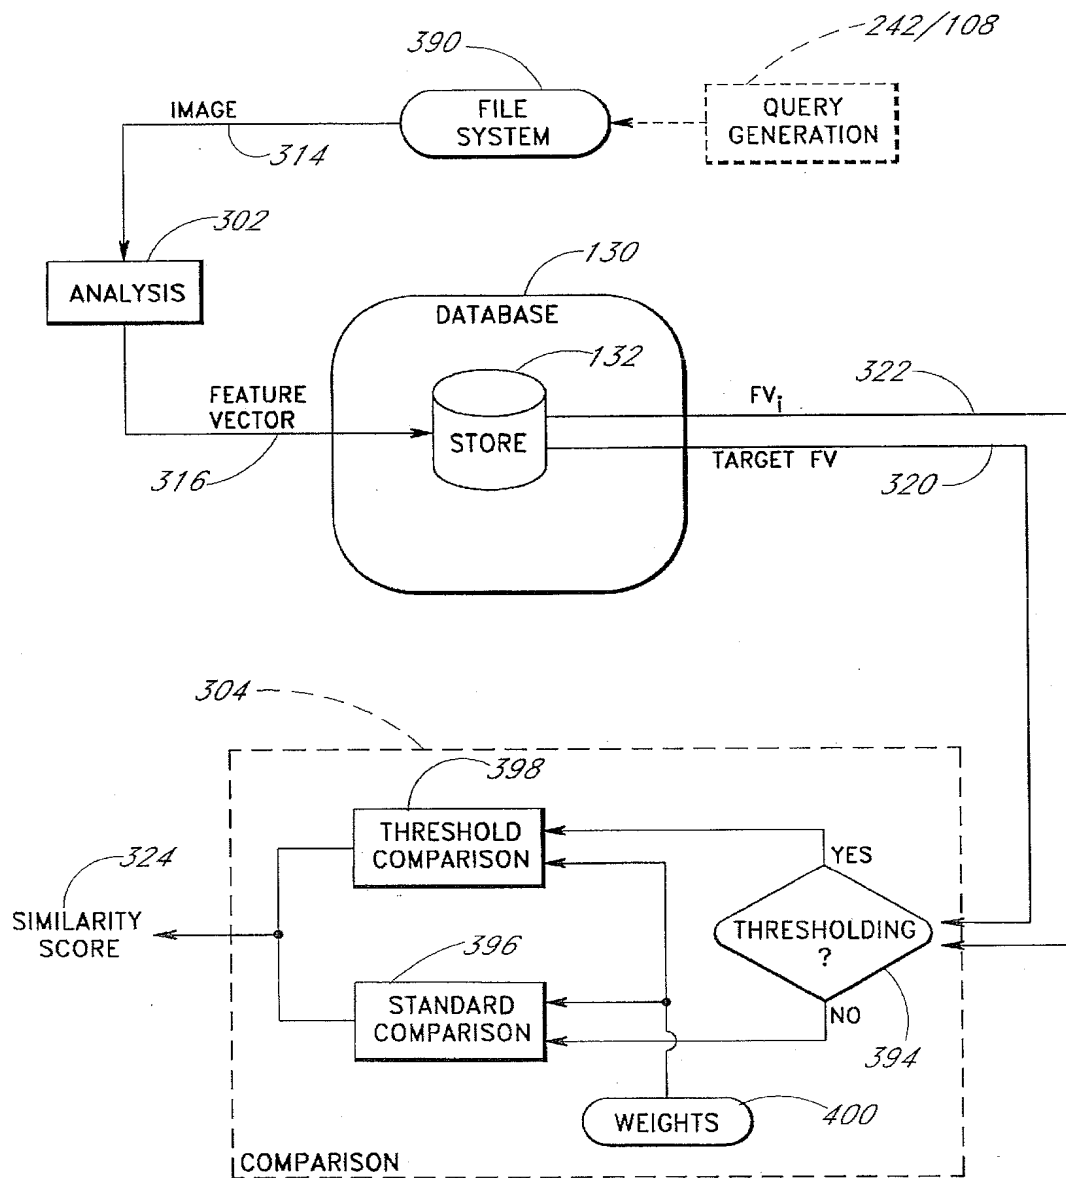 242/108
390
QUERY
GENERATION
FILE
SYSTEM
IMAGE
314
302
ANALYSIS
130
DATABASE
132
STORE
FEATURE
VECTOR
316
FVi
322
TARGET FV
320
304
398
THRESHOLD
COMPARISON
YES
324
SIMILARITY
SCORE
THRESHOLDING
?
396
STANDARD
COMPARISON
NO
394
WEIGHTS
400
COMPARISON